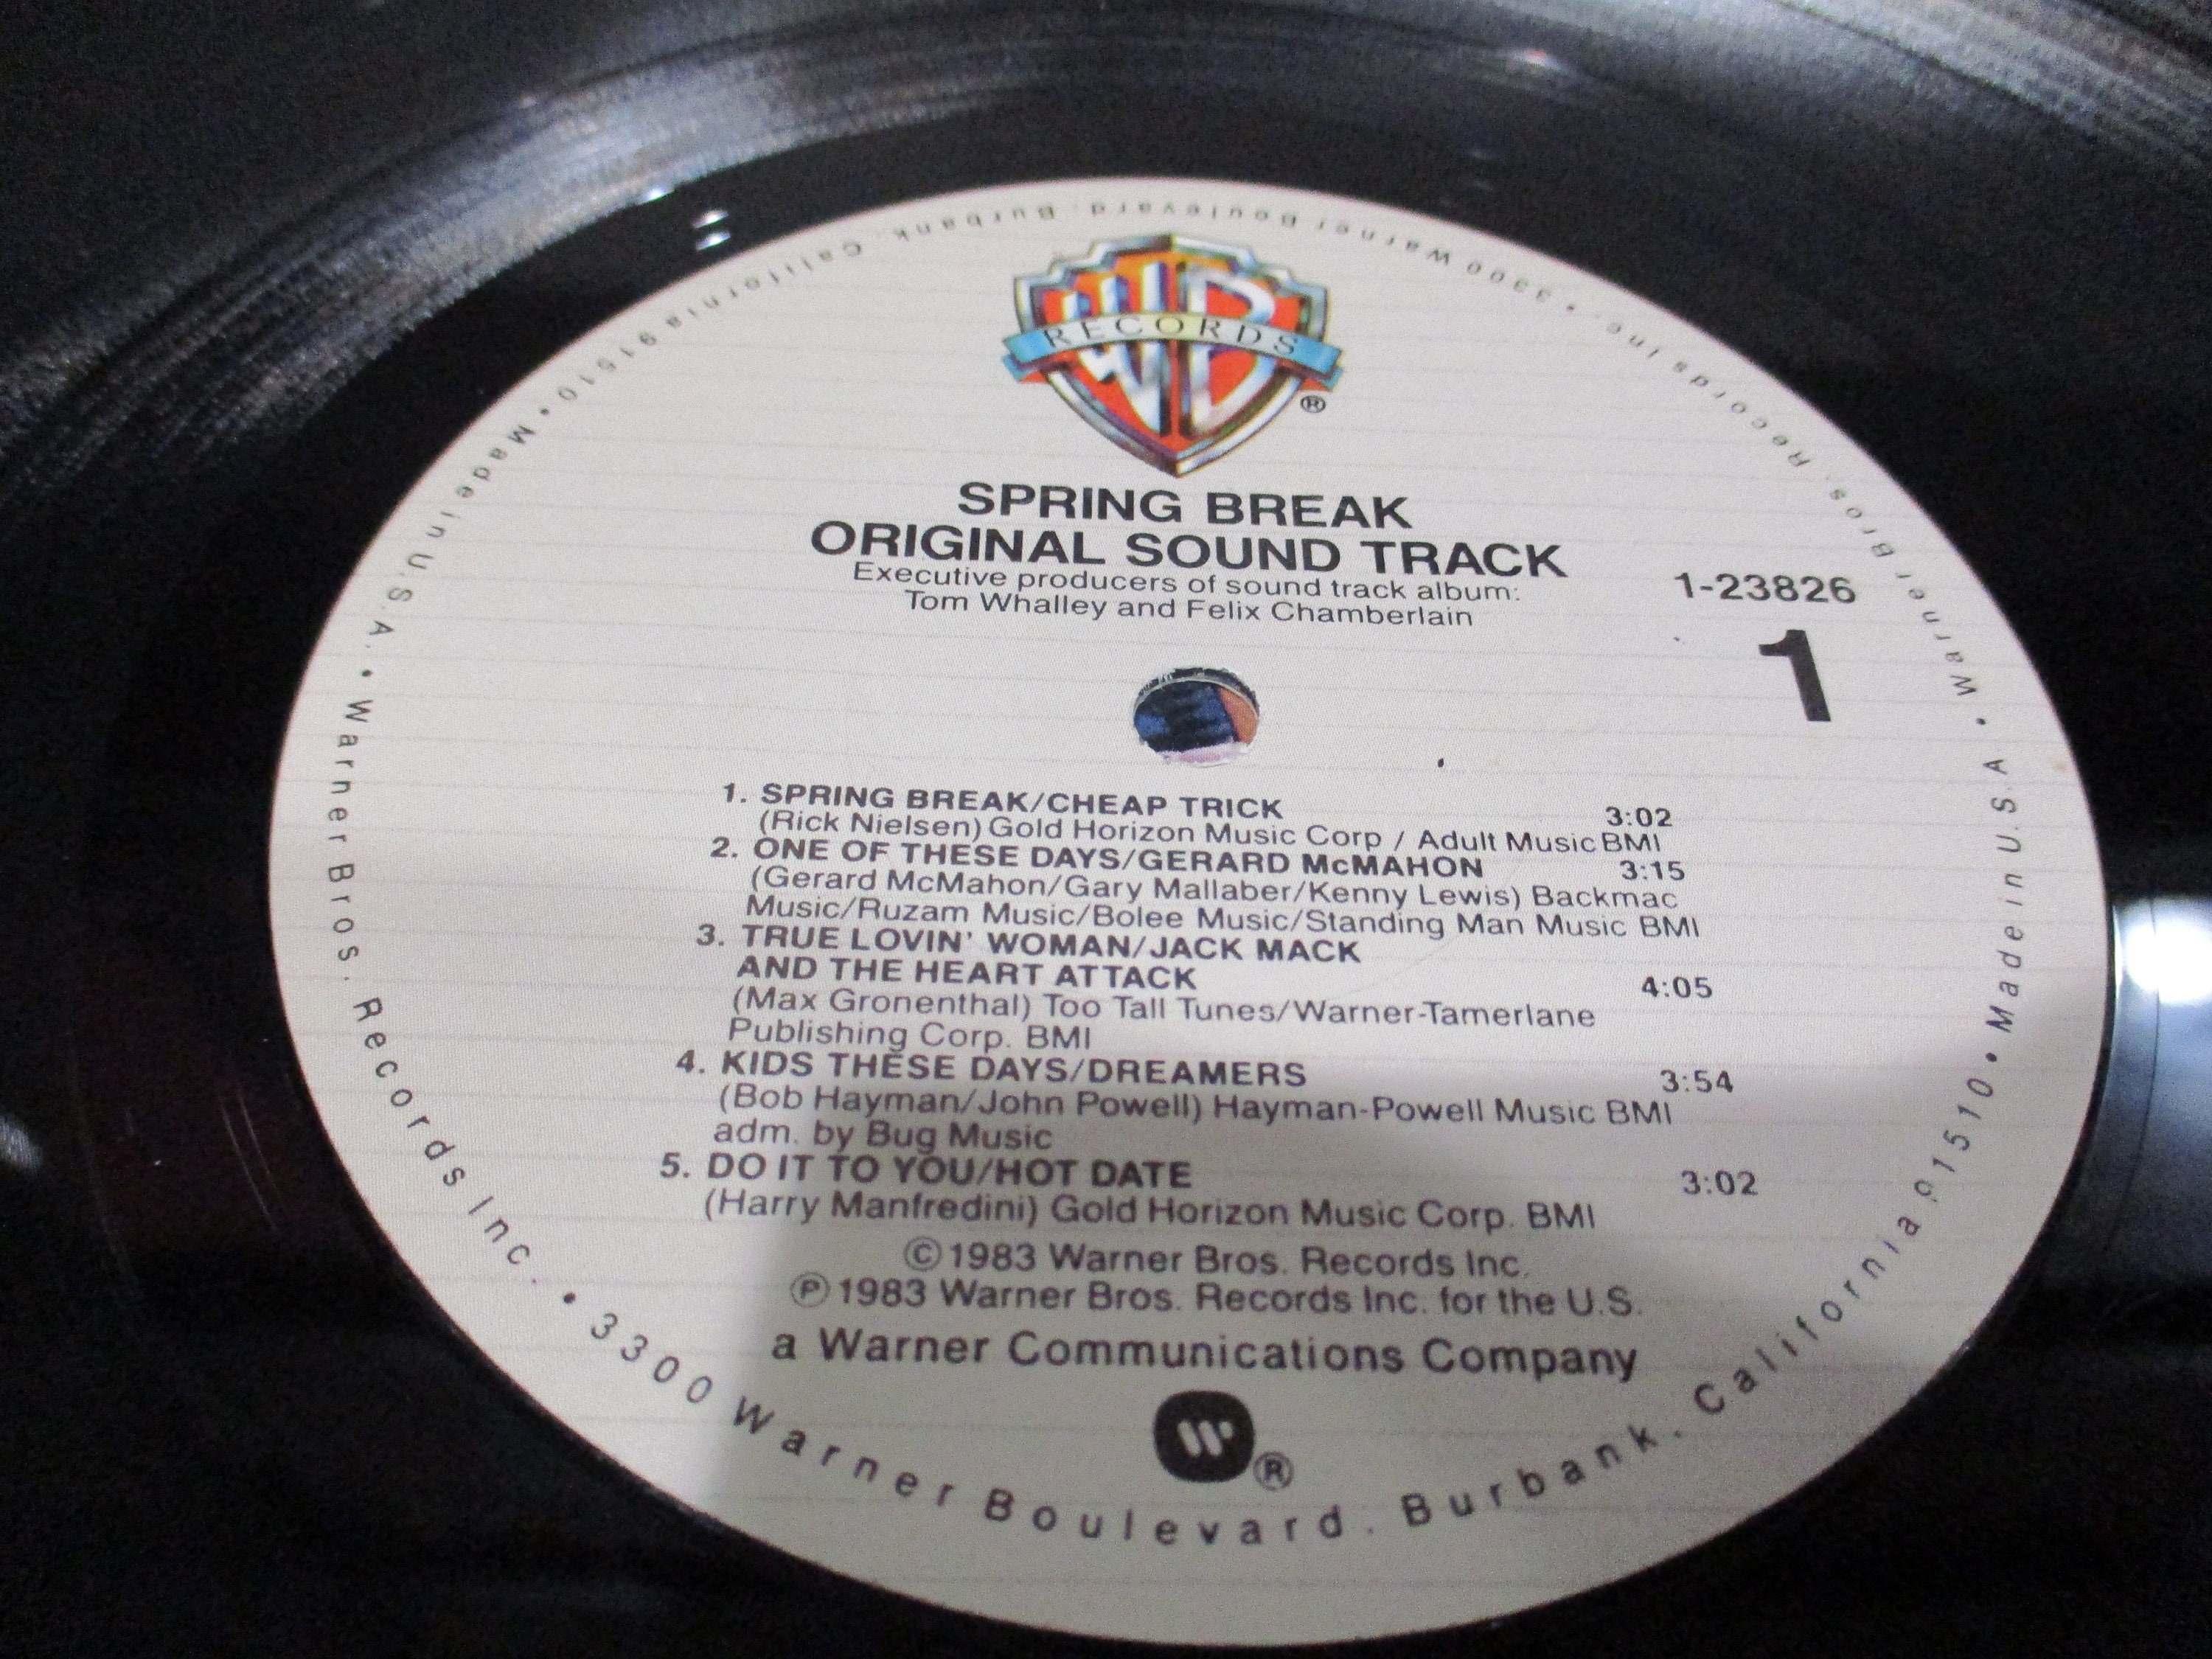 WB
RECORDS
®
SPRING BREAK
ORIGINAL SOUND TRACK
Executive producers of sound track album:
Tom Whalley and Felix Chamberlain
1-23826
1
1. SPRING BREAK/CHEAP TRICK 3:02
(Rick Nielsen) Gold Horizon Music Corp / Adult Music BMI
2. ONE OF THESE DAYS/GERARD McMAHON 3:15
(Gerard McMahon/Gary Mallaber/Kenny Lewis) Backmac
Music/Ruzam Music/Bolee Music/Standing Man Music BMI
3. TRUE LOVIN' WOMAN/JACK MACK
AND THE HEART ATTACK 4:05
(Max Gronenthal) Too Tall Tunes/Warner-Tamerlane
Publishing Corp. BMI
4. KIDS THESE DAYS/DREAMERS 3:54
(Bob Hayman/John Powell) Hayman-Powell Music BMI
adm. by Bug Music
5. DO IT TO YOU/HOT DATE 3:02
(Harry Manfredini) Gold Horizon Music Corp. BMI
©1983 Warner Bros. Records Inc.
℗1983 Warner Bros. Records Inc. for the U.S.
a Warner Communications Company
W ®
Warner Bros. Records Inc. • 3300 Warner Boulevard. Burbank. California 91510 • Made in U.S.A. • Warner Bros. Records Inc. • 3300 Warner Boulevard. Burbank. California 91510 • Made in U.S.A. •